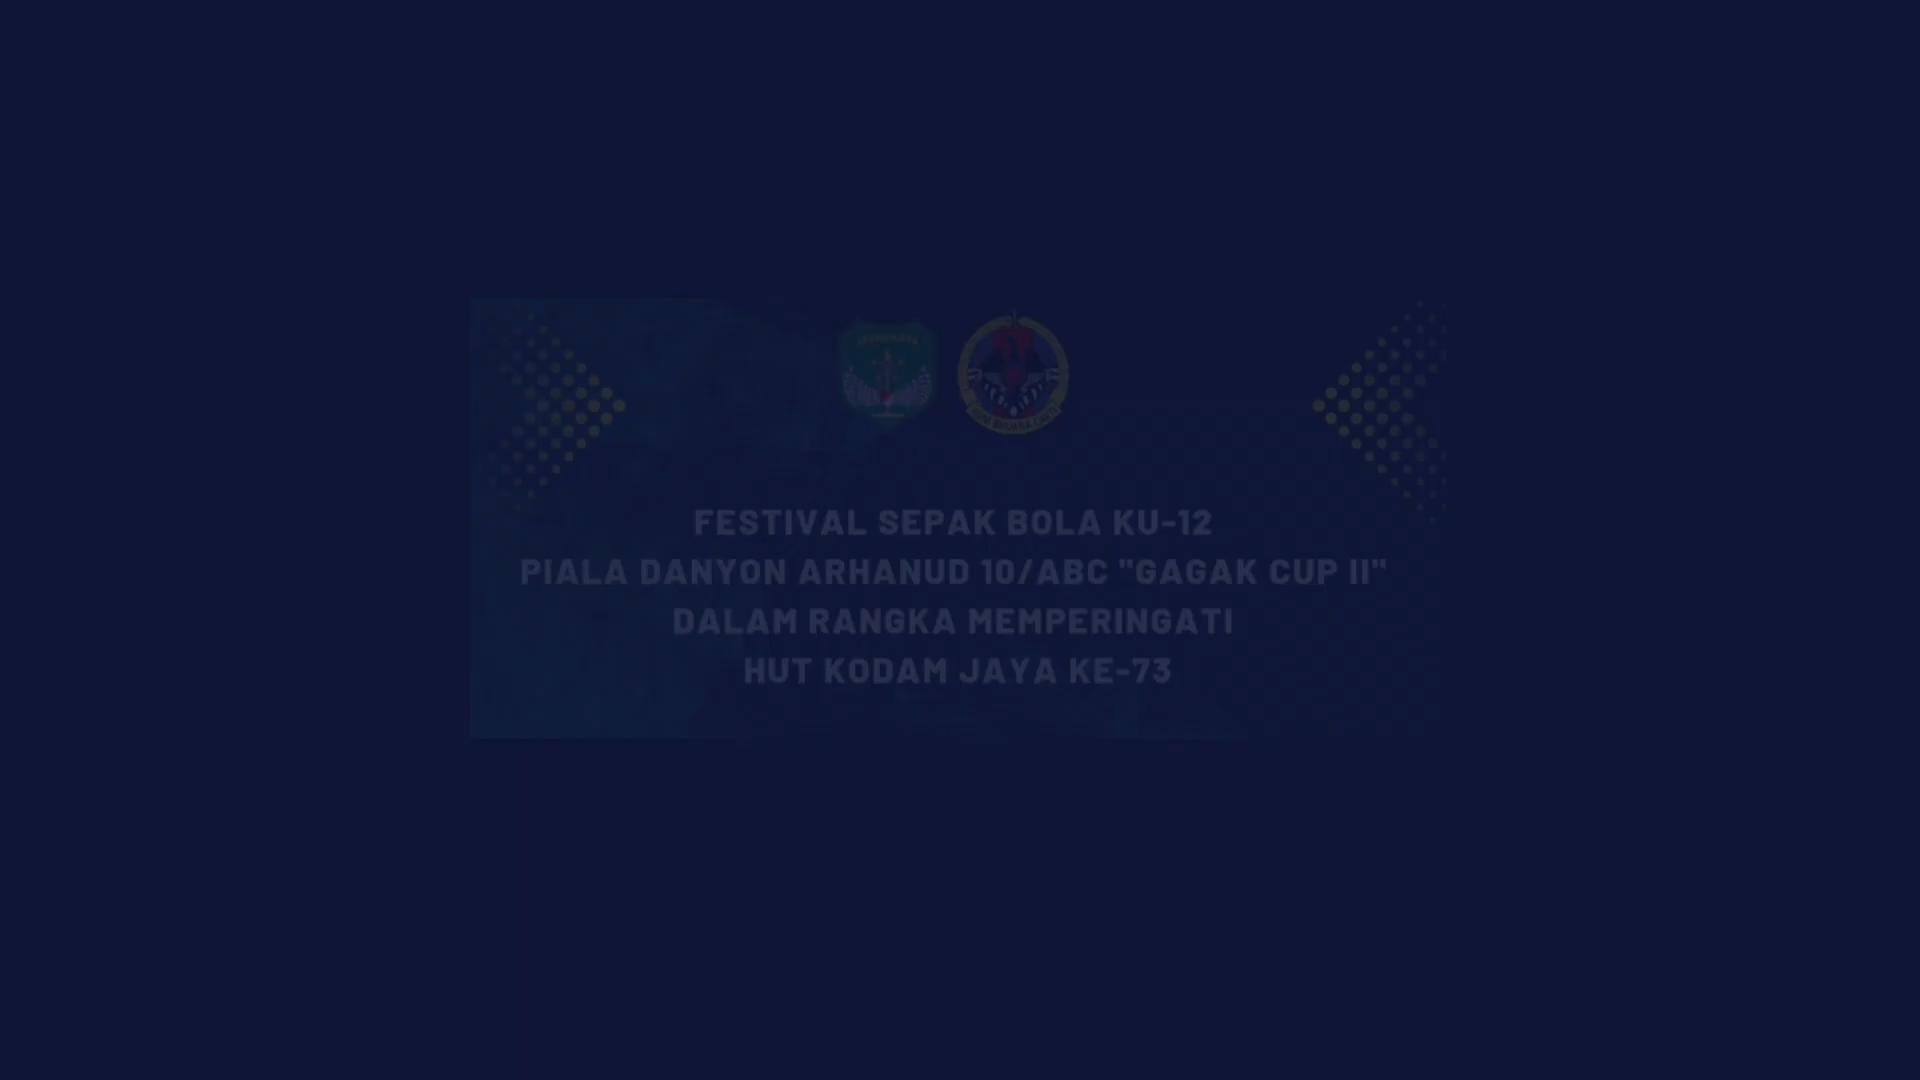 FESTIVAL SEPAK BOLA KU-12
PIALA DANYON ARHANUD 10/ABC "GAGAK CUP II"
DALAM RANGKA MEMPERINGATI
HUT KODAM JAYA KE-73